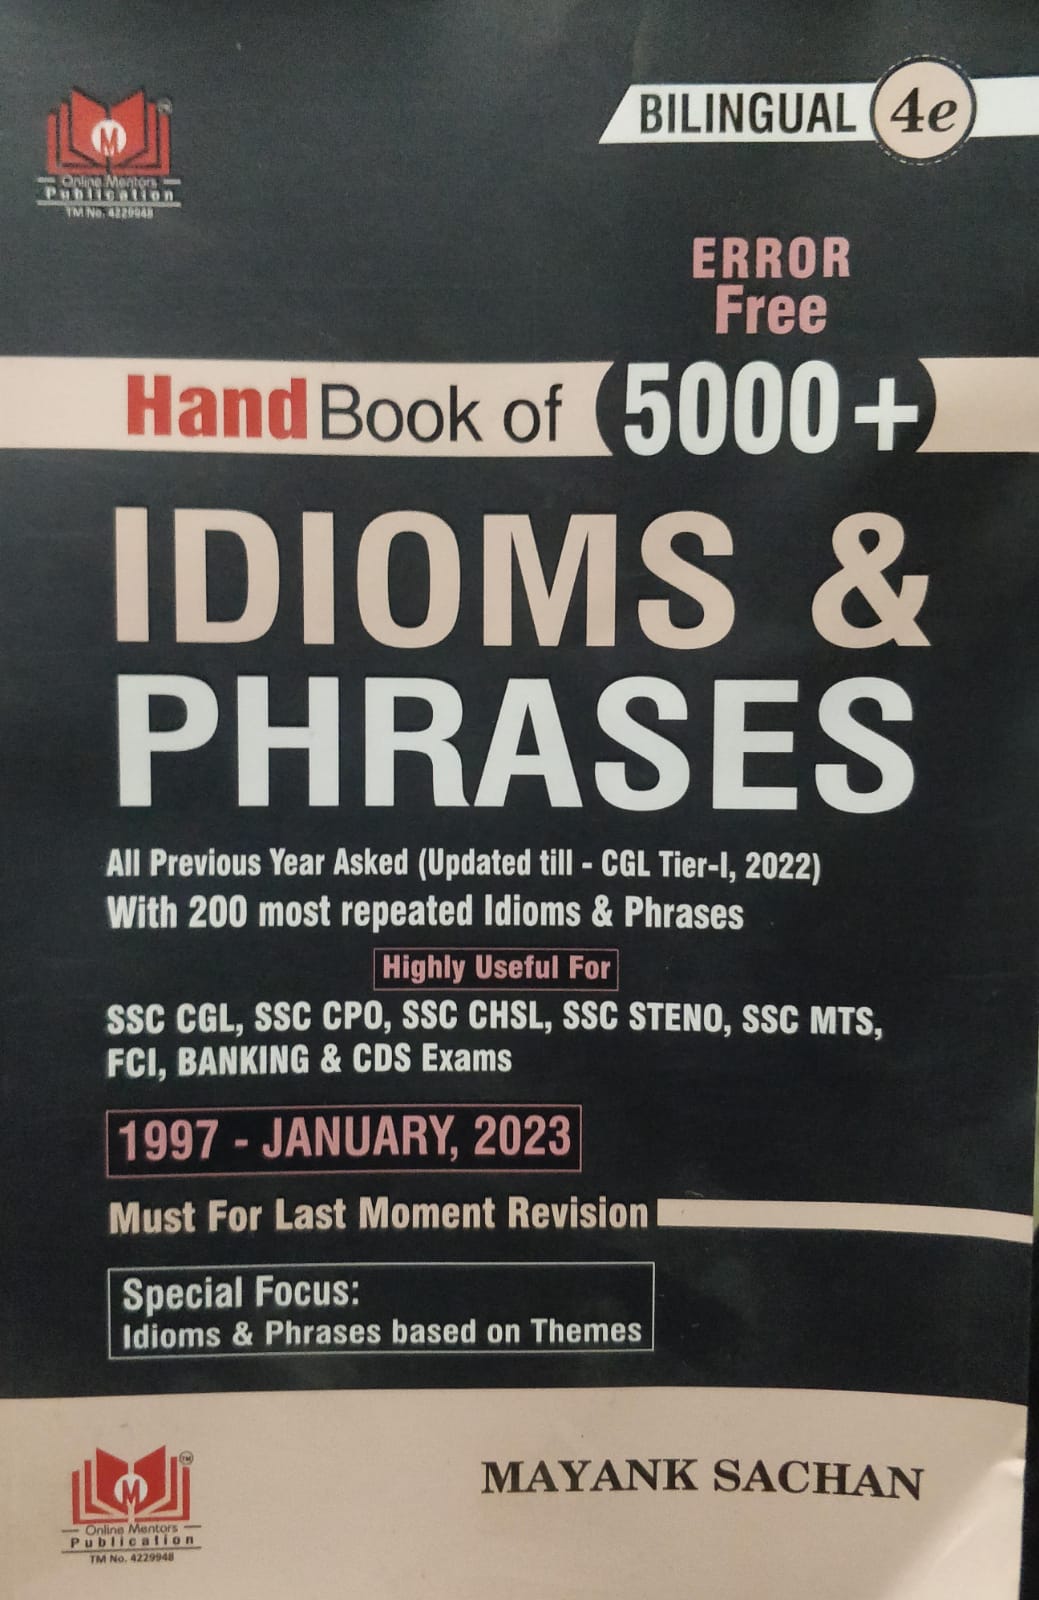 BILINGUAL 4e
M
Online Mentors
Publication
TM No. 4229948
ERROR
Free
HandBook of 5000+
IDIOMS &
PHRASES
All Previous Year Asked (Updated till - CGL Tier-I, 2022)
With 200 most repeated Idioms & Phrases
Highly Useful For
SSC CGL, SSC CPO, SSC CHSL, SSC STENO, SSC MTS,
FCI, BANKING & CDS Exams
1997 - JANUARY, 2023
Must For Last Moment Revision
Special Focus:
Idioms & Phrases based on Themes
MAYANK SACHAN
M TM
Online Mentors
Publication
TM No. 4229948